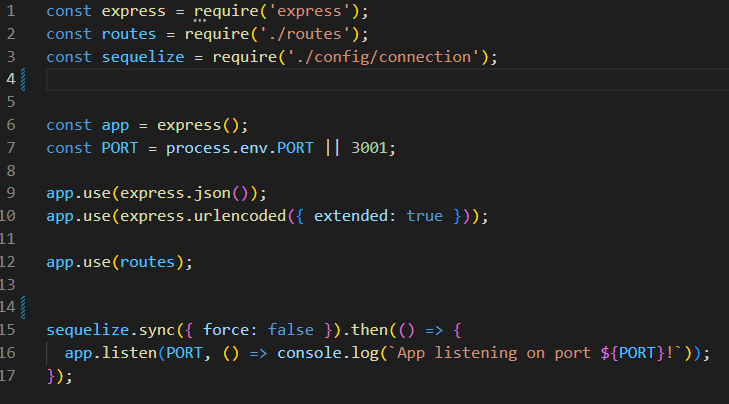 1 const express = require('express');
2 const routes = require('./routes');
3 const sequelize = require('./config/connection');
4
5
6 const app = express();
7 const PORT = process.env.PORT || 3001;
8
9 app.use(express.json());
10 app.use(express.urlencoded({ extended: true }));
11
12 app.use(routes);
13
14
15 sequelize.sync({ force: false }).then(() => {
16   app.listen(PORT, () => console.log(`App listening on port ${PORT}!`));
17 });